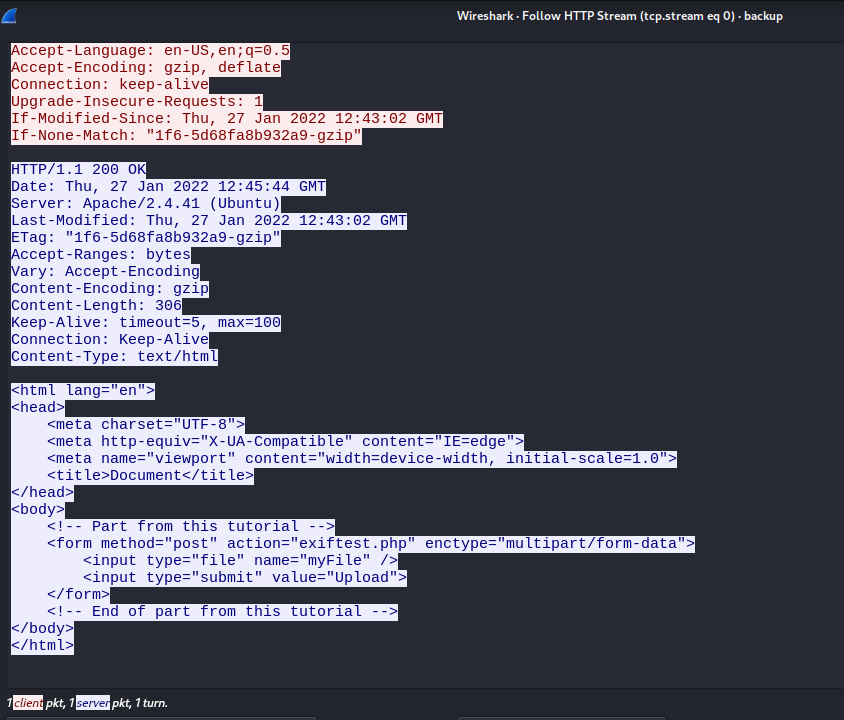 Wireshark · Follow HTTP Stream (tcp.stream eq 0) · backup
Accept-Language: en-US,en;q=0.5
Accept-Encoding: gzip, deflate
Connection: keep-alive
Upgrade-Insecure-Requests: 1
If-Modified-Since: Thu, 27 Jan 2022 12:43:02 GMT
If-None-Match: "1f6-5d68fa8b932a9-gzip"

HTTP/1.1 200 OK
Date: Thu, 27 Jan 2022 12:45:44 GMT
Server: Apache/2.4.41 (Ubuntu)
Last-Modified: Thu, 27 Jan 2022 12:43:02 GMT
ETag: "1f6-5d68fa8b932a9-gzip"
Accept-Ranges: bytes
Vary: Accept-Encoding
Content-Encoding: gzip
Content-Length: 306
Keep-Alive: timeout=5, max=100
Connection: Keep-Alive
Content-Type: text/html

<html lang="en">
<head>
    <meta charset="UTF-8">
    <meta http-equiv="X-UA-Compatible" content="IE=edge">
    <meta name="viewport" content="width=device-width, initial-scale=1.0">
    <title>Document</title>
</head>
<body>
    <!-- Part from this tutorial -->
    <form method="post" action="exiftest.php" enctype="multipart/form-data">
        <input type="file" name="myFile" />
        <input type="submit" value="Upload">
    </form>
    <!-- End of part from this tutorial -->
</body>
</html>

1 client pkt, 1 server pkt, 1 turn.